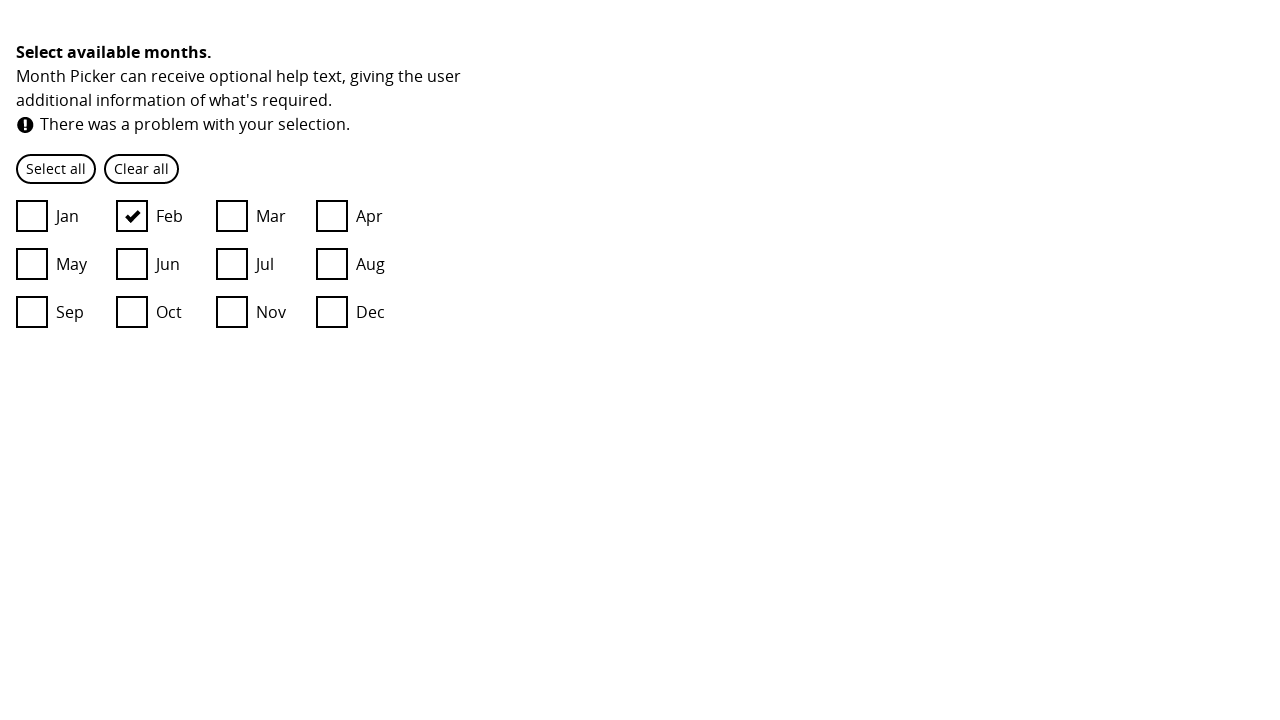 Select available months.
Month Picker can receive optional help text, giving the user
additional information of what's required.
There was a problem with your selection.
Select all Clear all
Jan Feb Mar Apr
May Jun Jul Aug
Sep Oct Nov Dec